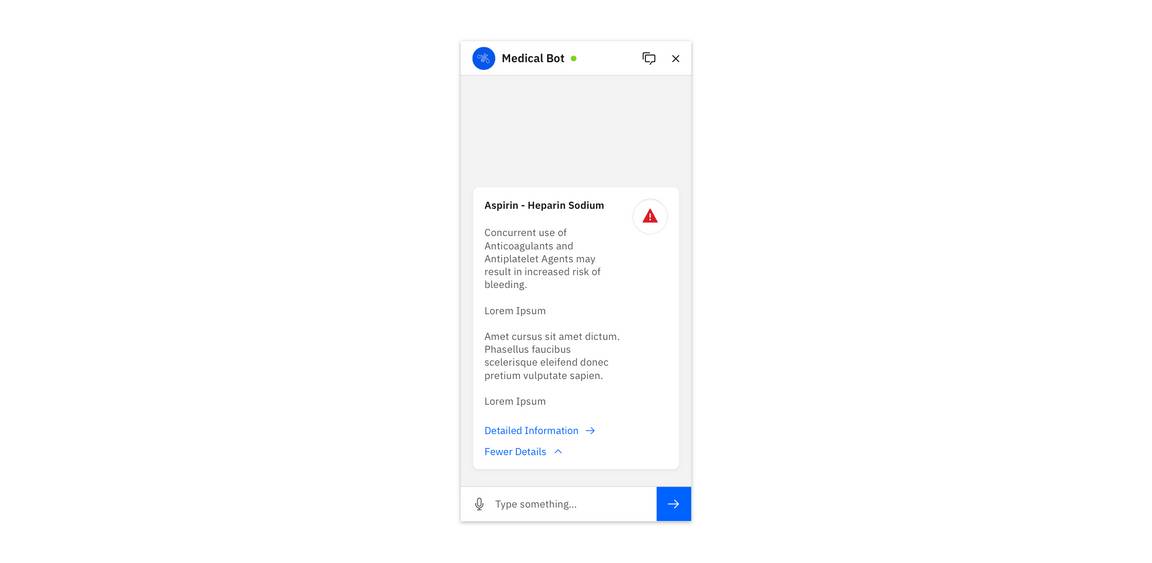 Medical Bot
Aspirin - Heparin Sodium
Concurrent use of
Anticoagulants and
Antiplatelet Agents may
result in increased risk of
bleeding.
Lorem Ipsum
Amet cursus sit amet dictum.
Phasellus faucibus
scelerisque eleifend donec
pretium vulputate sapien.
Lorem Ipsum
Detailed Information
Fewer Details
Type something...